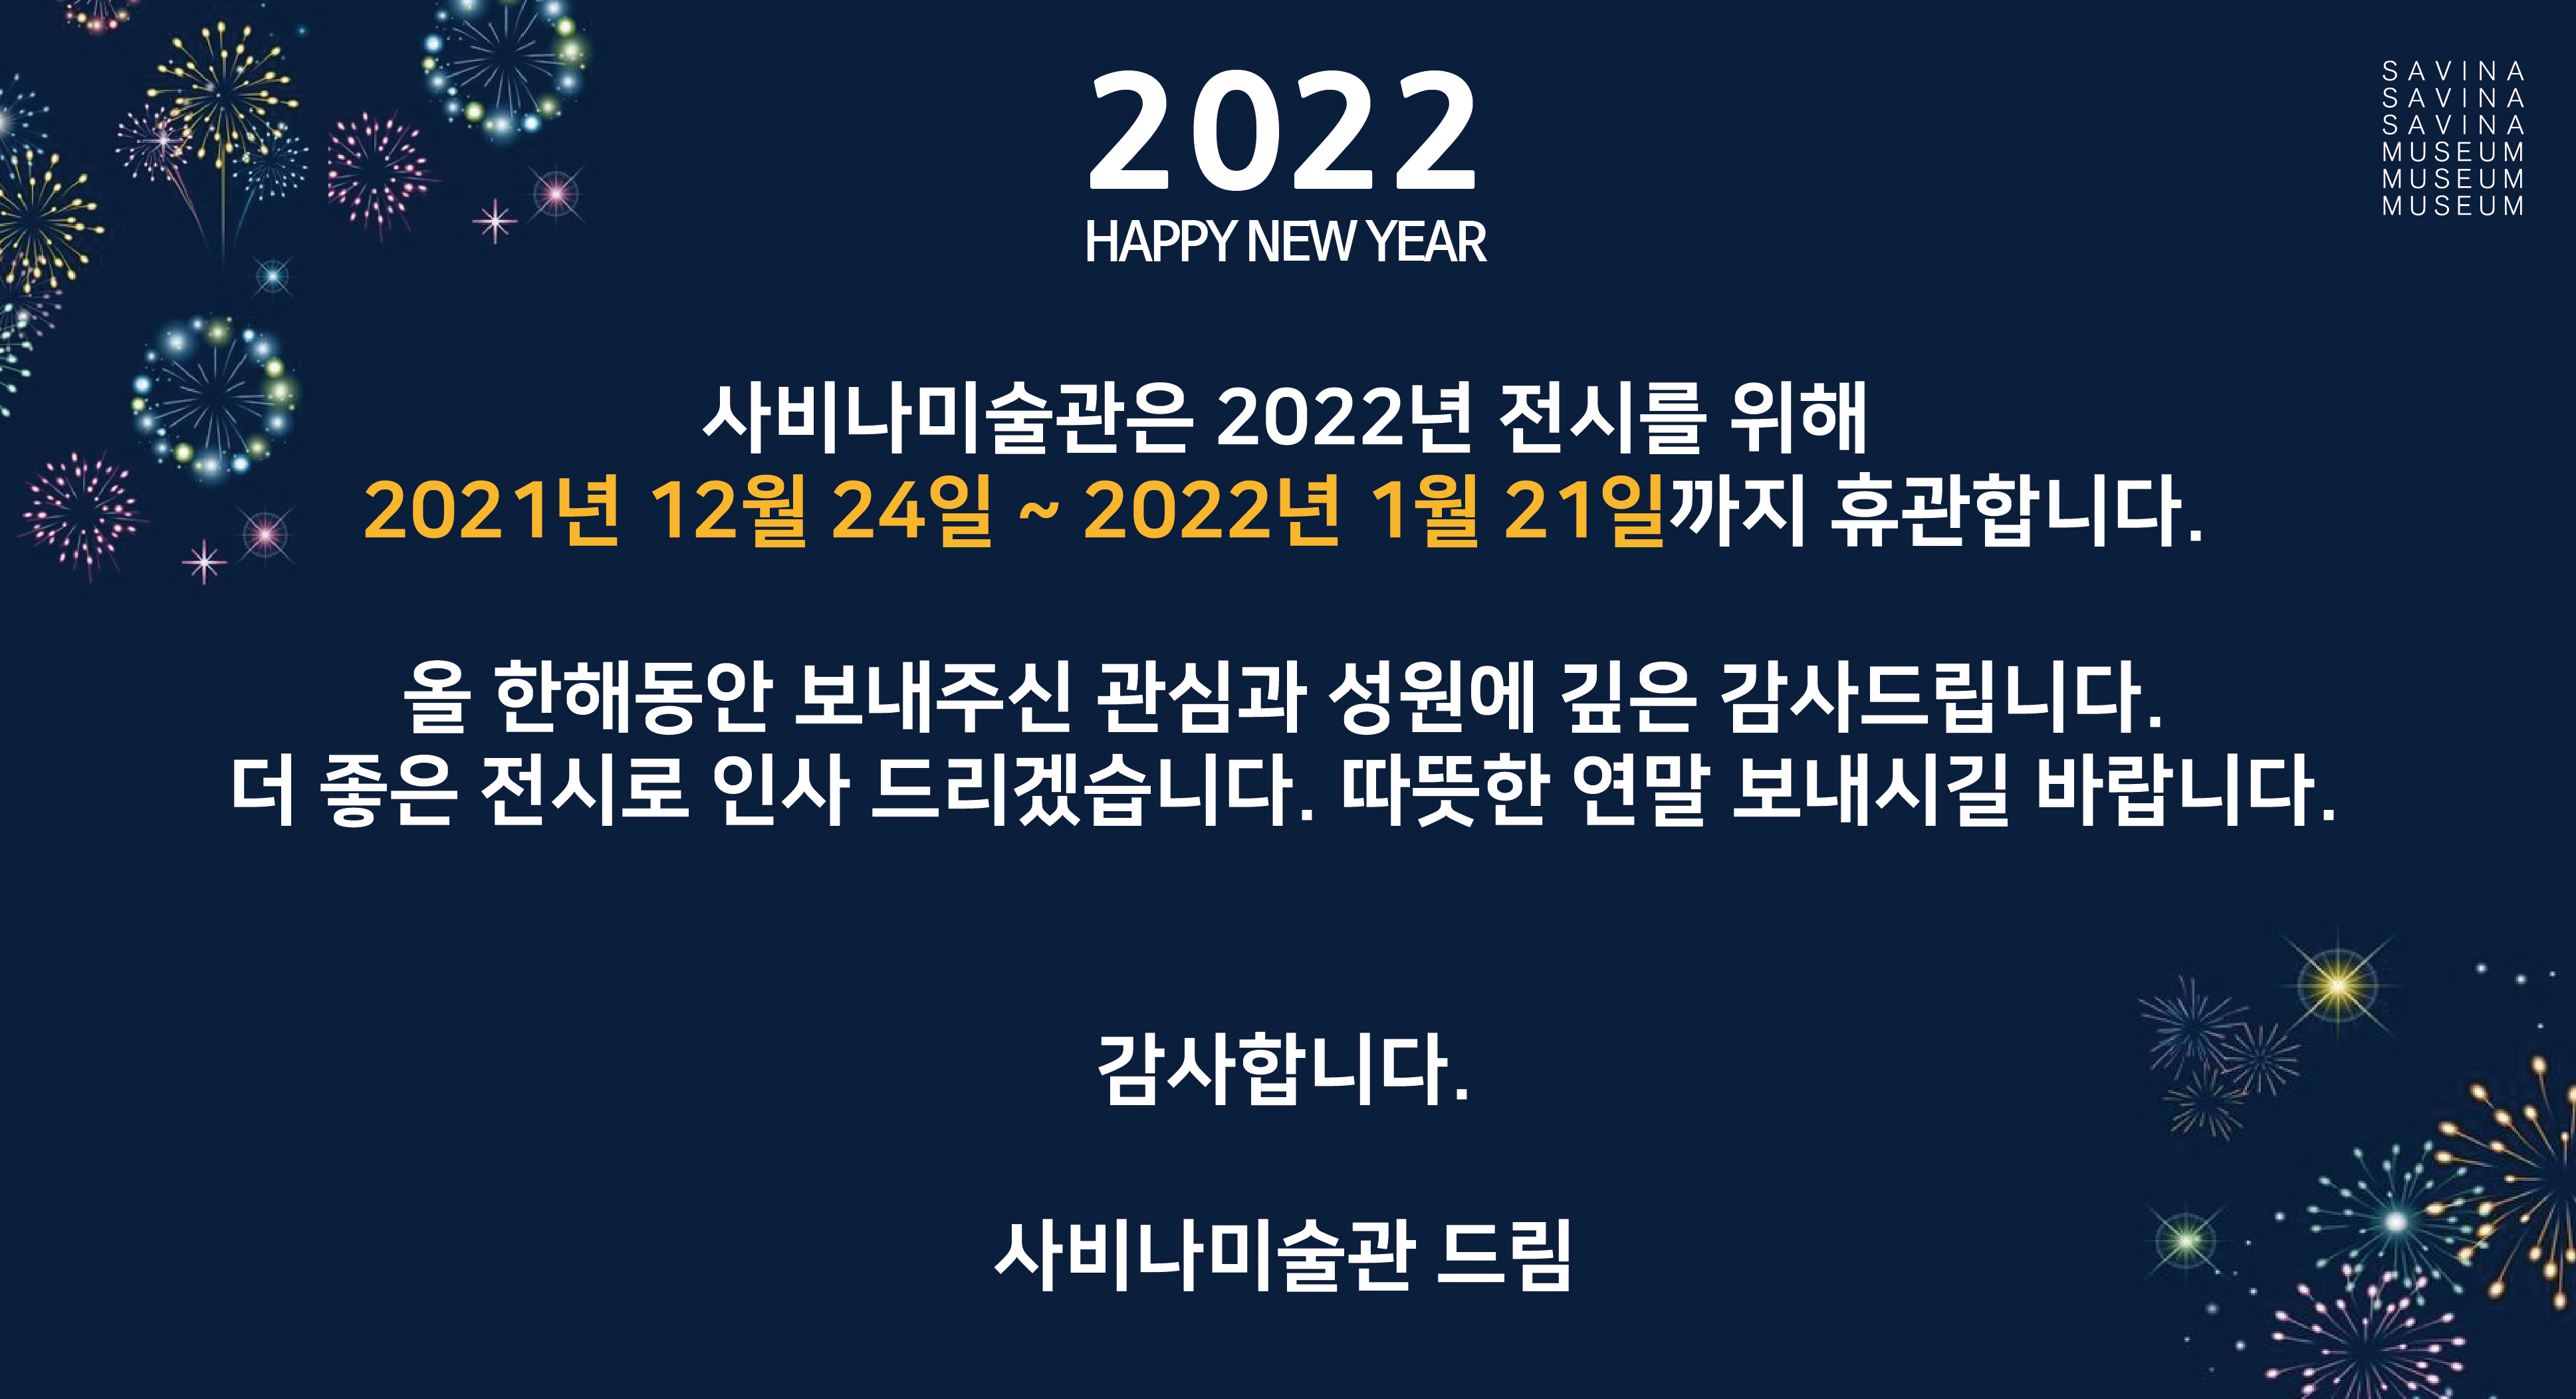 2022
HAPPY NEW YEAR
SAVINA
SAVINA
SAVINA
MUSEUM
MUSEUM
MUSEUM
사비나미술관은 2022년 전시를 위해
2021년 12월 24일 ~ 2022년 1월 21일까지 휴관합니다.
올 한해동안 보내주신 관심과 성원에 깊은 감사드립니다.
더 좋은 전시로 인사 드리겠습니다. 따뜻한 연말 보내시길 바랍니다.
감사합니다.
사비나미술관 드림